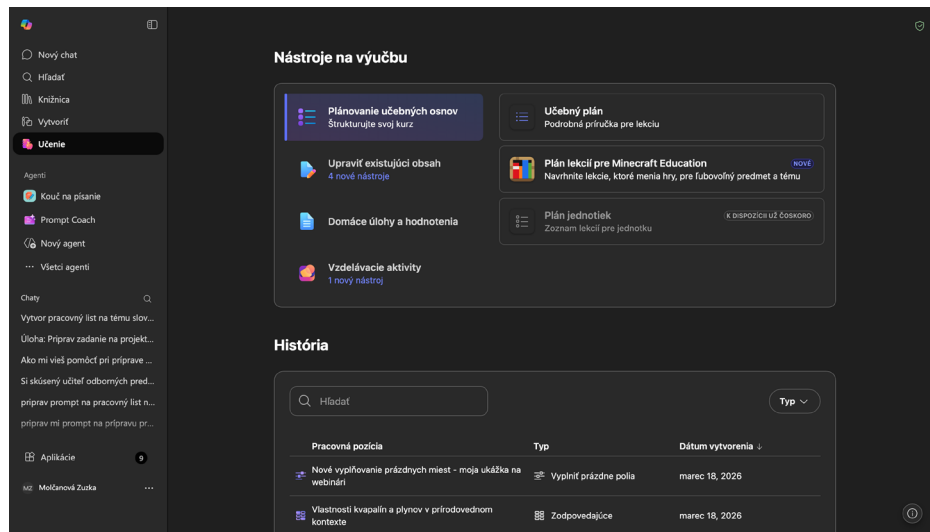 Nový chat
Hľadať
Knižnica
Vytvoriť
Učenie
Agenti
Kouč na písanie
Prompt Coach
Nový agent
Všetci agenti
Chaty
Vytvor pracovný list na tému slov...
Úloha: Priprav zadanie na projekt...
Ako mi vieš pomôcť pri príprave ...
Si skúsený učiteľ odborných pred...
priprav prompt na pracovný list n...
priprav mi prompt na prípravu pr...
Aplikácie
9
MZ Molčanová Zuzka
Nástroje na výučbu
Plánovanie učebných osnov
Štrukturujte svoj kurz
Upraviť existujúci obsah
4 nové nástroje
Domáce úlohy a hodnotenia
Vzdelávacie aktivity
1 nový nástroj
Učebný plán
Podrobná príručka pre lekciu
Plán lekcií pre Minecraft Education NOVÉ
Navrhnite lekcie, ktoré menia hry, pre ľubovoľný predmet a tému
Plán jednotiek K DISPOZÍCII UŽ ČOSKORO
Zoznam lekcií pre jednotku
História
Hľadať
Typ
Pracovná pozícia Typ Dátum vytvorenia ↓
Nové vyplňovanie prázdnych miest - moja ukážka na
webinári
Vyplniť prázdne polia marec 18, 2026
Vlastnosti kvapalín a plynov v prírodovednom
kontexte
Zodpovedajúce marec 18, 2026